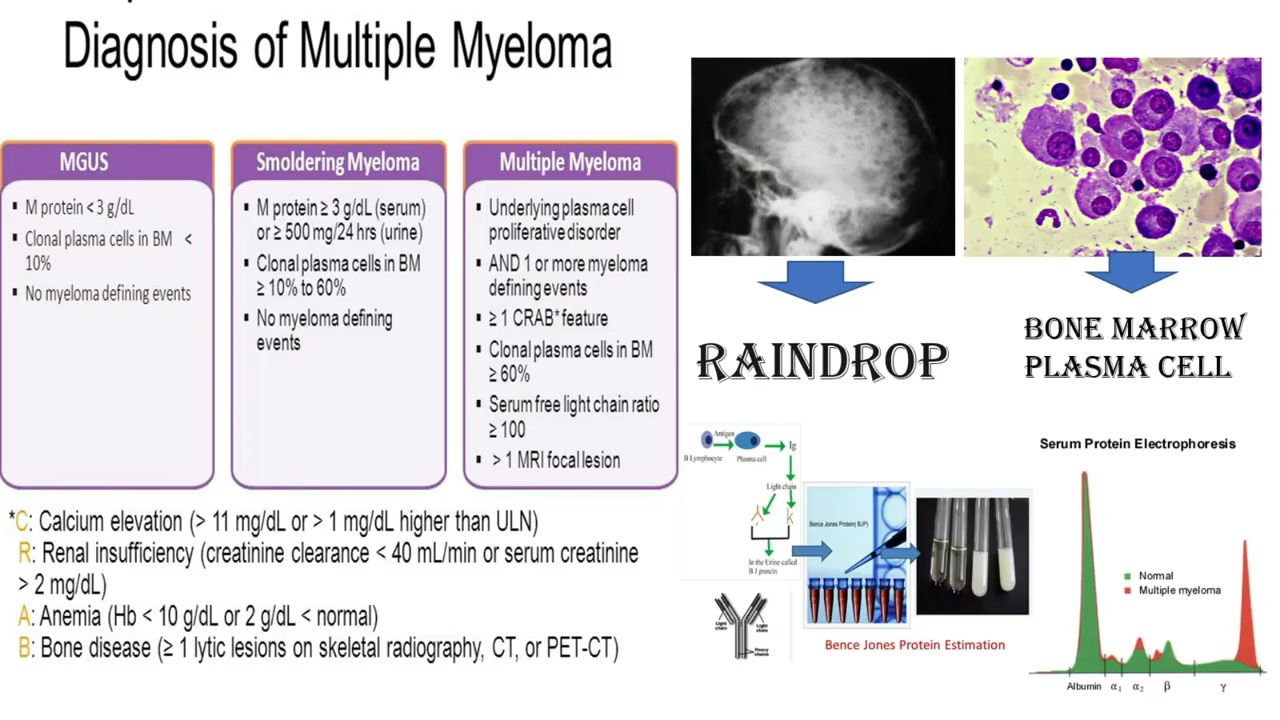 Diagnosis of Multiple Myeloma
MGUS
▪ M protein < 3 g/dL
▪ Clonal plasma cells in BM <
10%
▪ No myeloma defining events
Smoldering Myeloma
▪ M protein ≥ 3 g/dL (serum)
or ≥ 500 mg/24 hrs (urine)
▪ Clonal plasma cells in BM
≥ 10% to 60%
▪ No myeloma defining
events
Multiple Myeloma
▪ Underlying plasma cell
proliferative disorder
▪ AND 1 or more myeloma
defining events
▪ ≥ 1 CRAB* feature
▪ Clonal plasma cells in BM
≥ 60%
▪ Serum free light chain ratio
≥ 100
▪ > 1 MRI focal lesion
*C: Calcium elevation (> 11 mg/dL or > 1 mg/dL higher than ULN)
R: Renal insufficiency (creatinine clearance < 40 mL/min or serum creatinine
> 2 mg/dL)
A: Anemia (Hb < 10 g/dL or 2 g/dL < normal)
B: Bone disease (≥ 1 lytic lesions on skeletal radiography, CT, or PET-CT)
RAINDROP
BONE MARROW
PLASMA CELL
Antigen
Ig
B Lymphocyte
Plasma cell
Light chain
λ
k
In the Urine called
B J protein
Light
chain
Light
chain
Heavy
chains
Bence Jones Protein( BJP)
Bence Jones Protein Estimation
Serum Protein Electrophoresis
Normal
Multiple myeloma
Albumin α1 α2 β γ